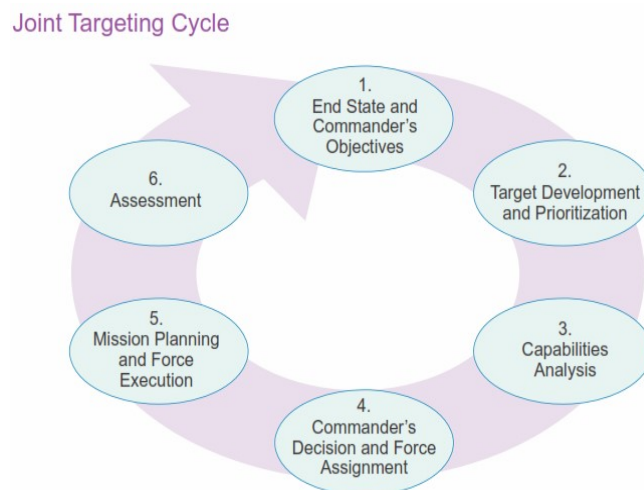 Joint Targeting Cycle
1.
End State and
Commander's
Objectives
2.
Target Development
and Prioritization
3.
Capabilities
Analysis
4.
Commander's
Decision and Force
Assignment
5.
Mission Planning
and Force
Execution
6.
Assessment